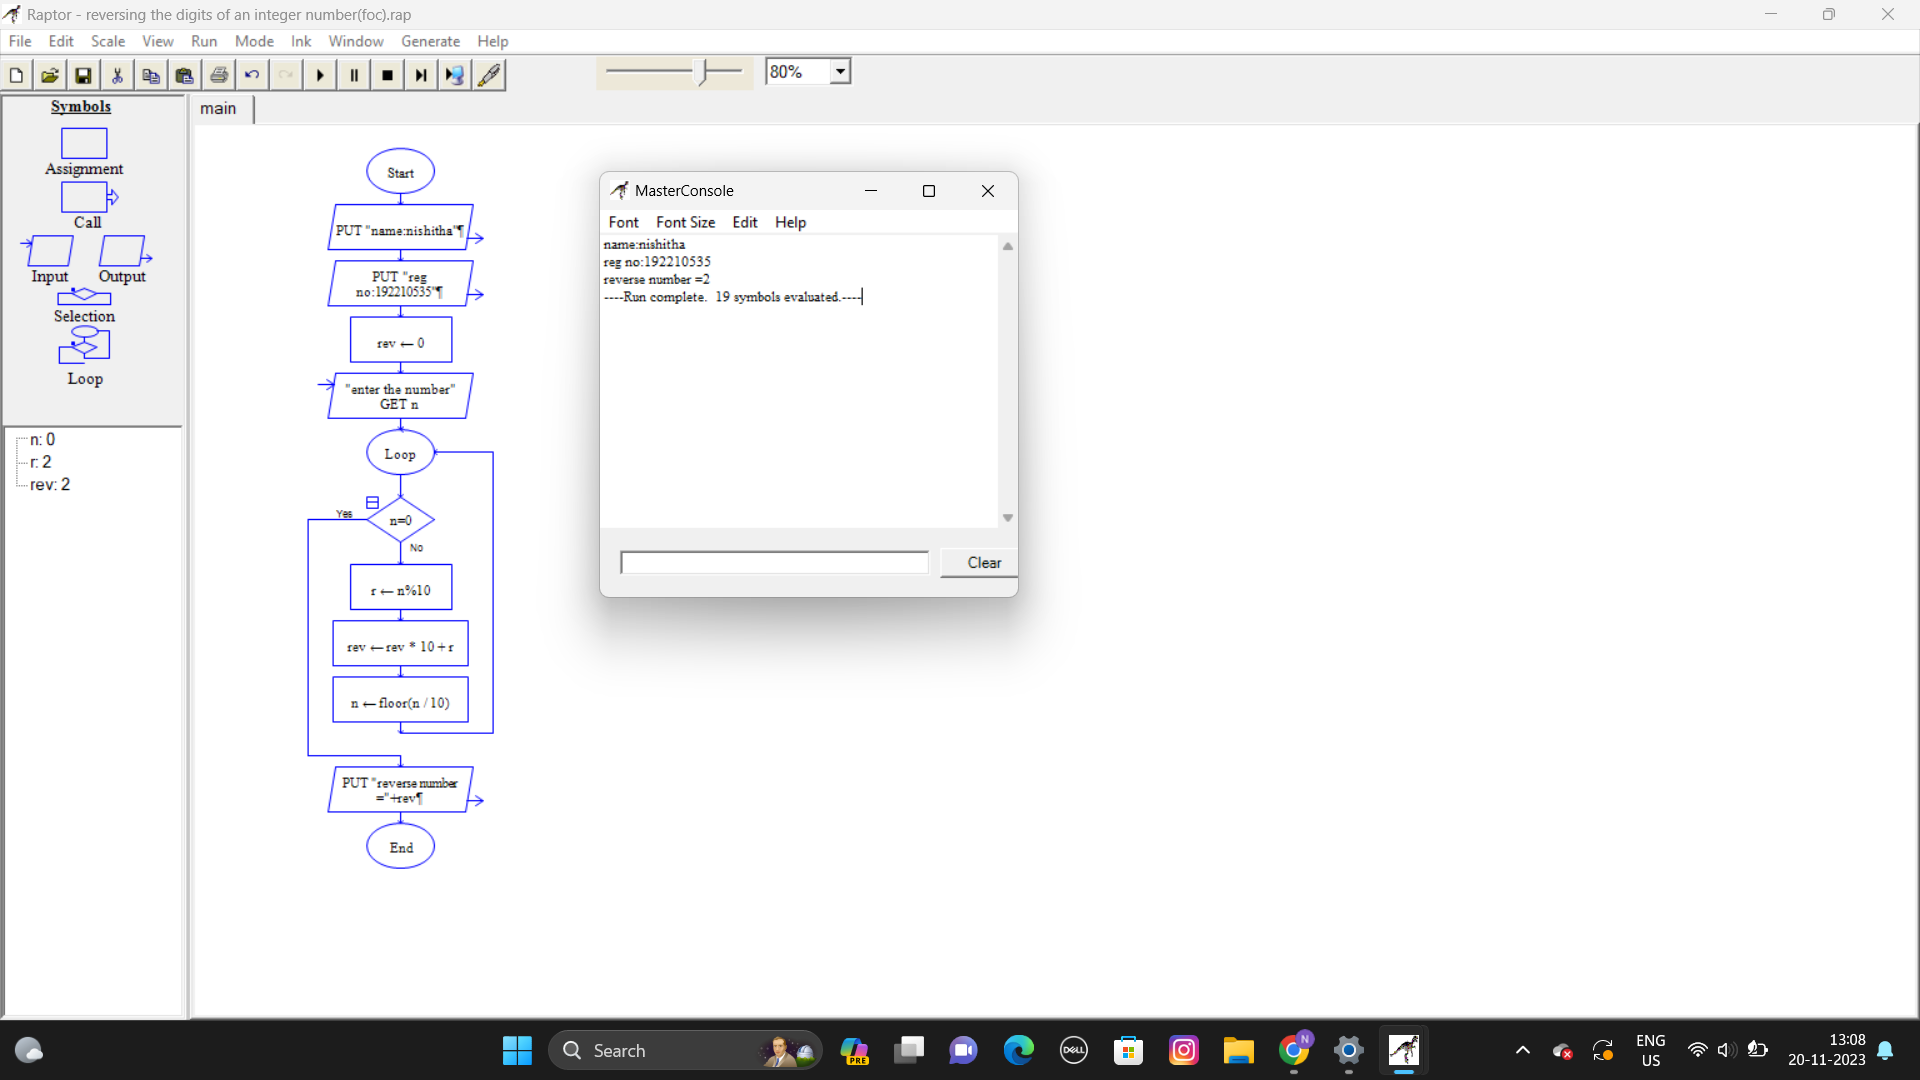 Raptor - reversing the digits of an integer number(foc).rap
File Edit Scale View Run Mode Ink Window Generate Help
80%
Symbols
Assignment
Call
Input Output
Selection
Loop
n: 0
r: 2
rev: 2
main
Start
PUT "name:nishitha"¶
PUT "reg
no:192210535"¶
rev ← 0
"enter the number"
GET n
Loop
Yes
n=0
No
r ← n%10
rev ← rev * 10+r
n ← floor(n / 10)
PUT "reverse number
="+rev¶
End
MasterConsole
Font Font Size Edit Help
name:nishitha
reg no:192210535
reverse number =2
----Run complete.  19 symbols evaluated.----
Clear
Search
PRE
DELL
N
ENG
US
13:08
20-11-2023